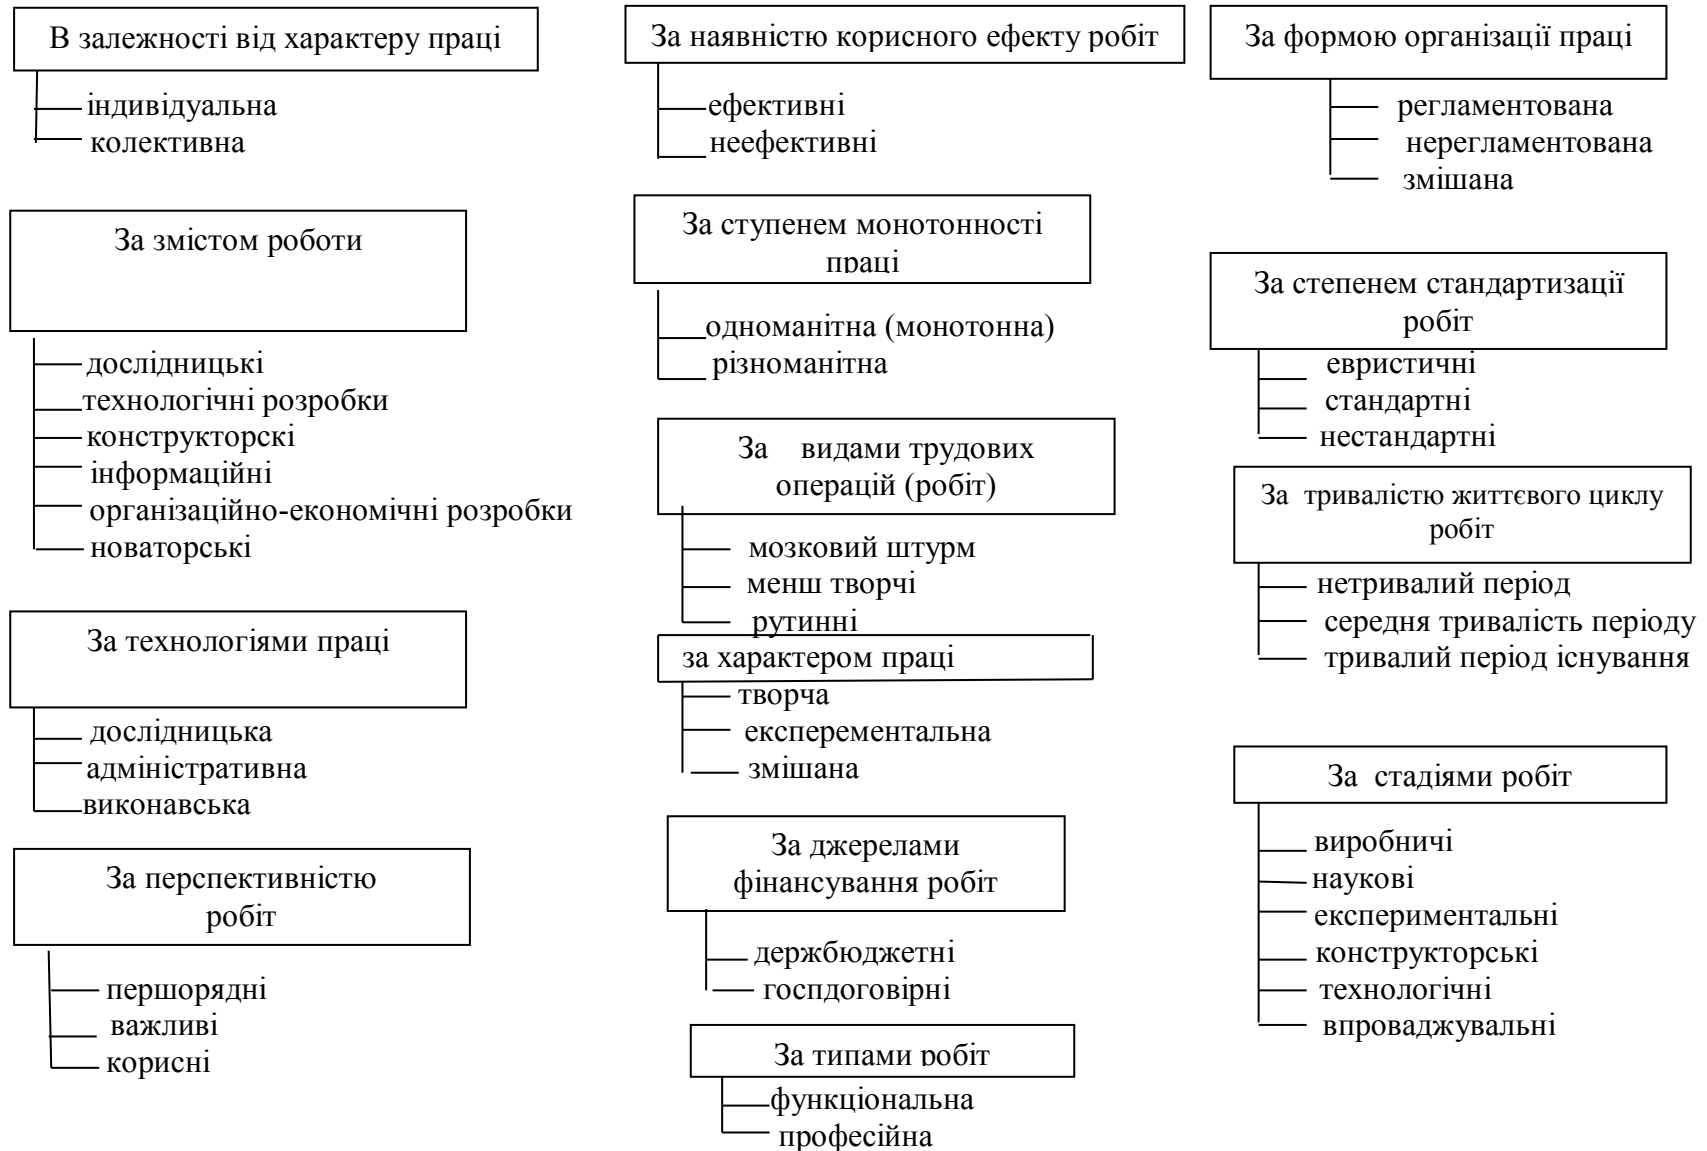 В залежності від характеру праці
індивідуальна
колективна
За змістом роботи
дослідницькі
технологічні розробки
конструкторскі
інформаційні
організаційно-економічні розробки
новаторські
За технологіями праці
дослідницька
адміністративна
виконавська
За перспективністю
робіт
першорядні
важливі
корисні
За наявністю корисного ефекту робіт
ефективні
неефективні
За ступенем монотонності
праці
одноманітна (монотонна)
різноманітна
За видами трудових
операцій (робіт)
мозковий штурм
менш творчі
рутинні
за характером праці
творча
експерементальна
змішана
За джерелами
фінансування робіт
держбюджетні
госпдоговірні
За типами робіт
функціональна
професійна
За формою організації праці
регламентована
нерегламентована
змішана
За степенем стандартизації
робіт
евристичні
стандартні
нестандартні
За тривалістю життєвого циклу
робіт
нетривалий період
середня тривалість періоду
тривалий період існування
За стадіями робіт
виробничі
наукові
експериментальні
конструкторські
технологічні
впроваджувальні